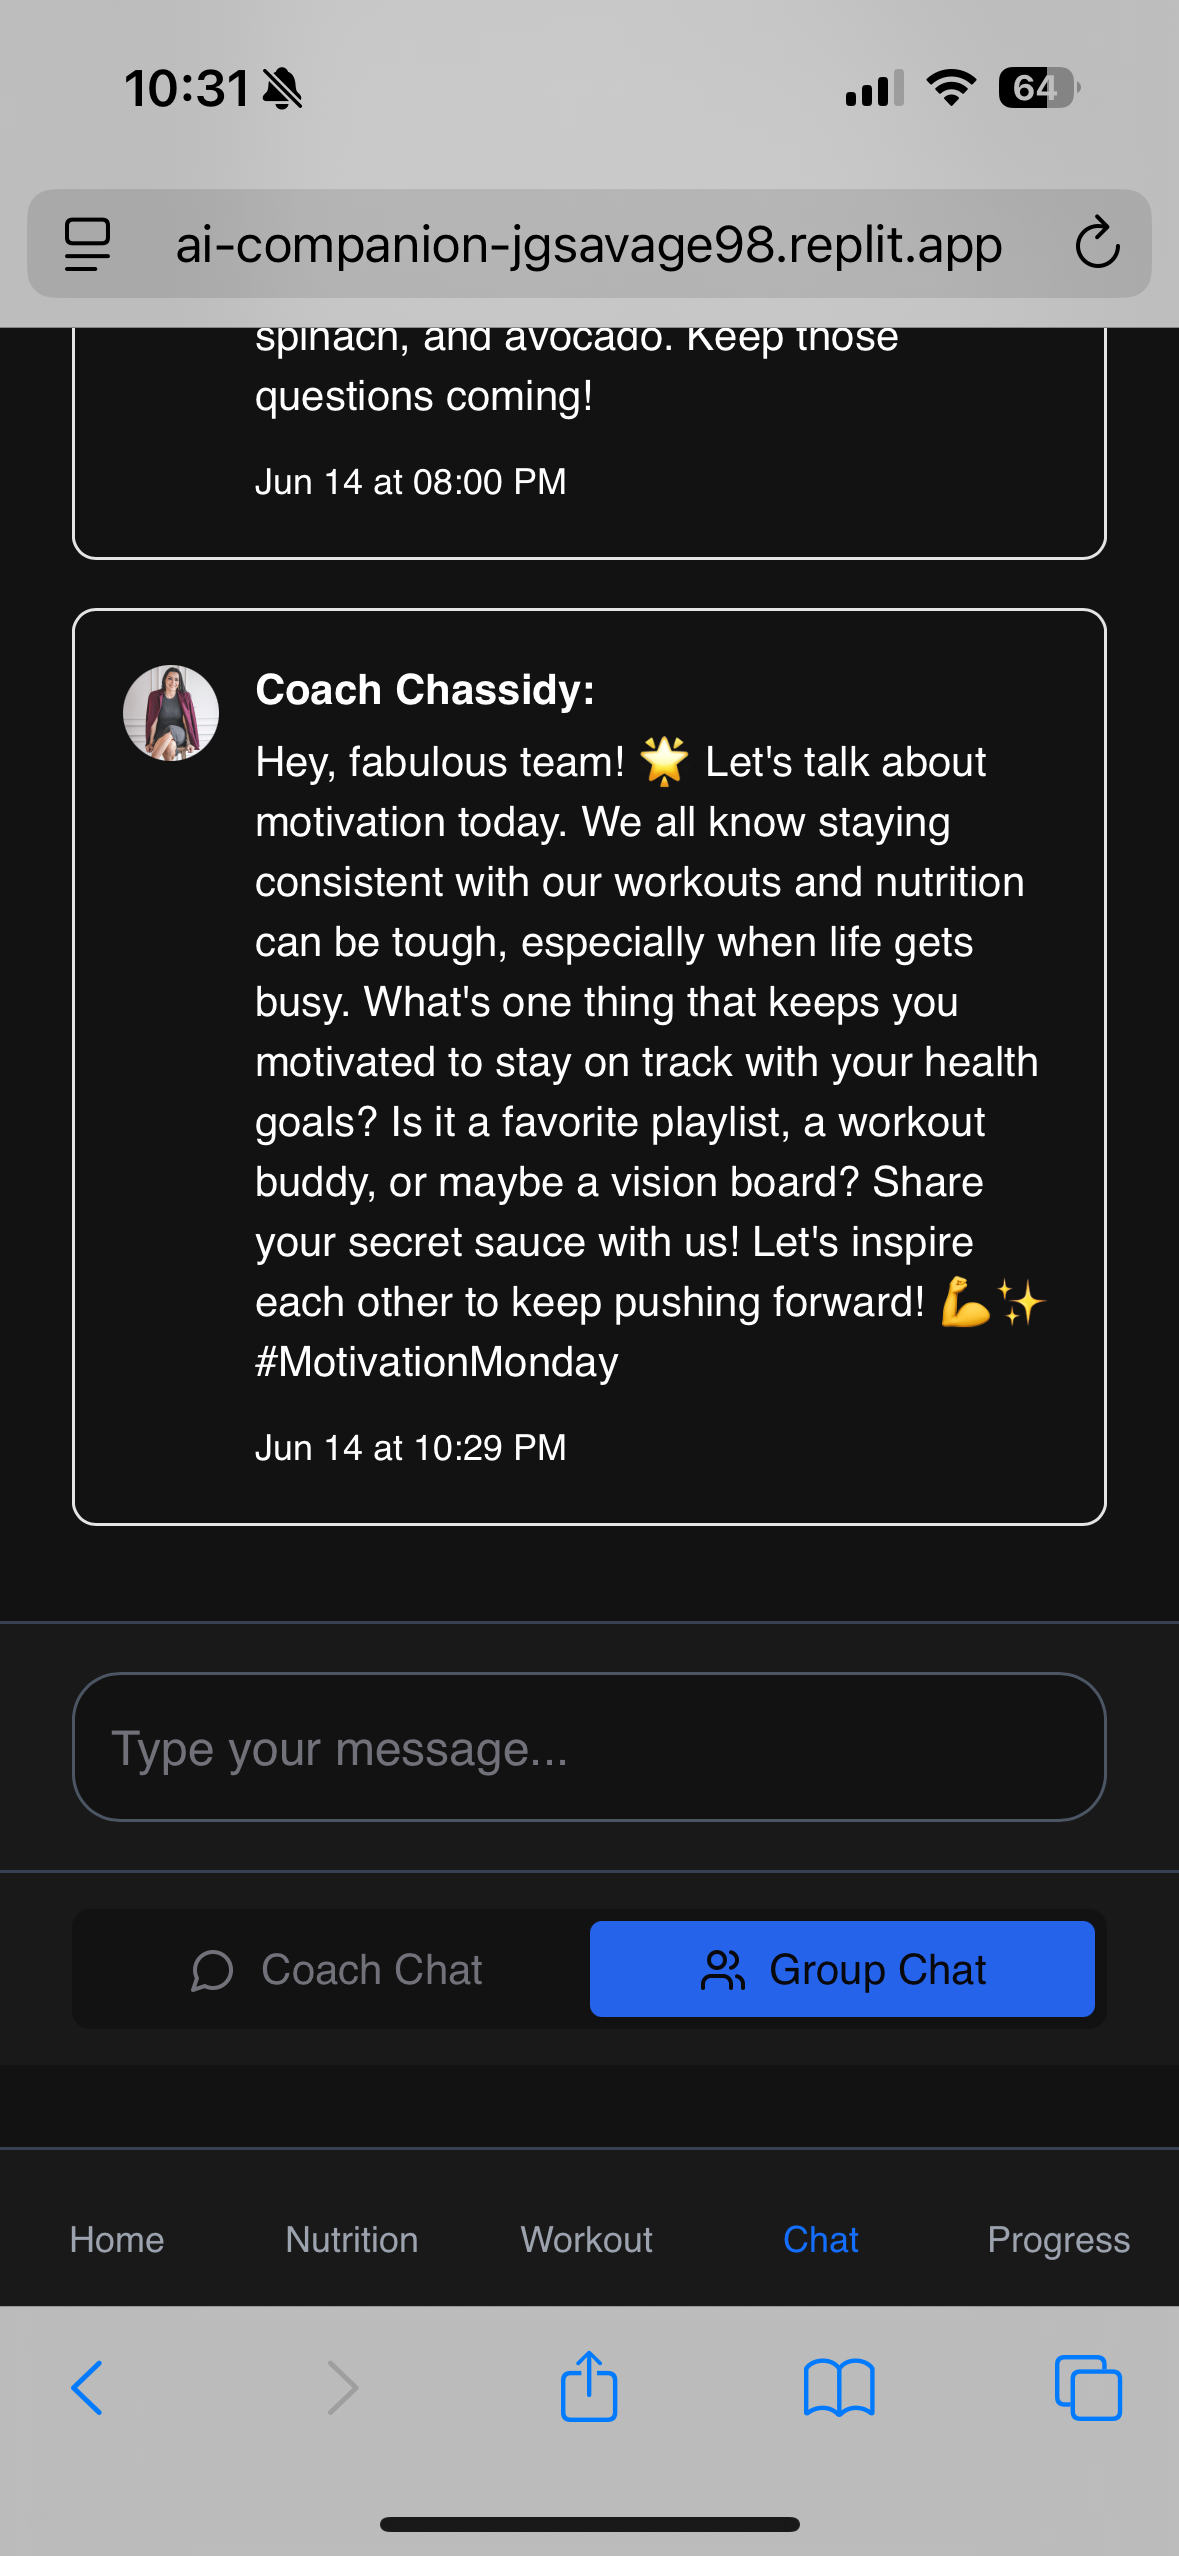 10:31
64
ai-companion-jgsavage98.replit.app
spinach, and avocado. Keep those
questions coming!
Jun 14 at 08:00 PM
Coach Chassidy:
Hey, fabulous team! 🌟 Let's talk about
motivation today. We all know staying
consistent with our workouts and nutrition
can be tough, especially when life gets
busy. What's one thing that keeps you
motivated to stay on track with your health
goals? Is it a favorite playlist, a workout
buddy, or maybe a vision board? Share
your secret sauce with us! Let's inspire
each other to keep pushing forward! 💪✨
#MotivationMonday
Jun 14 at 10:29 PM
Type your message...
Coach Chat
Group Chat
Home
Nutrition
Workout
Chat
Progress